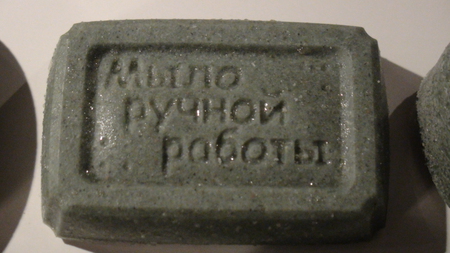 Мыло
ручной
работы